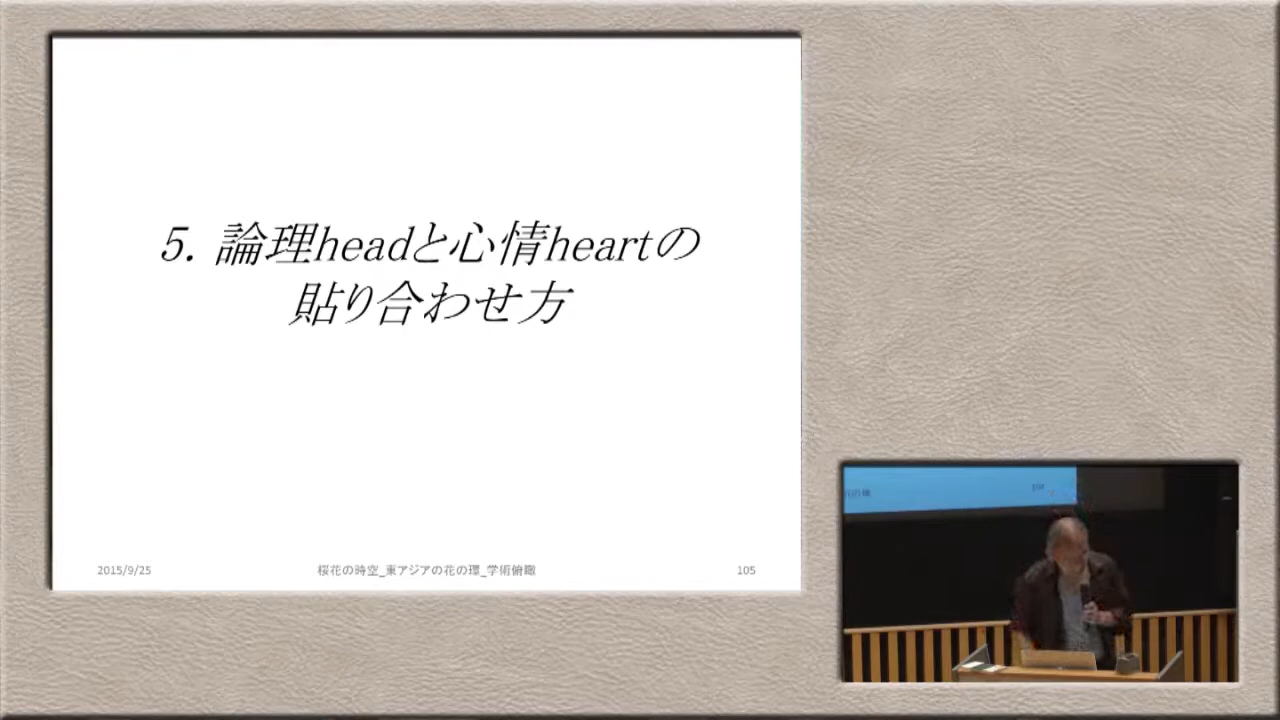 5. 論理headと心情heartの
貼り合わせ方
2015/9/25
桜花の時空_東アジアの花の環_学術俯瞰
105